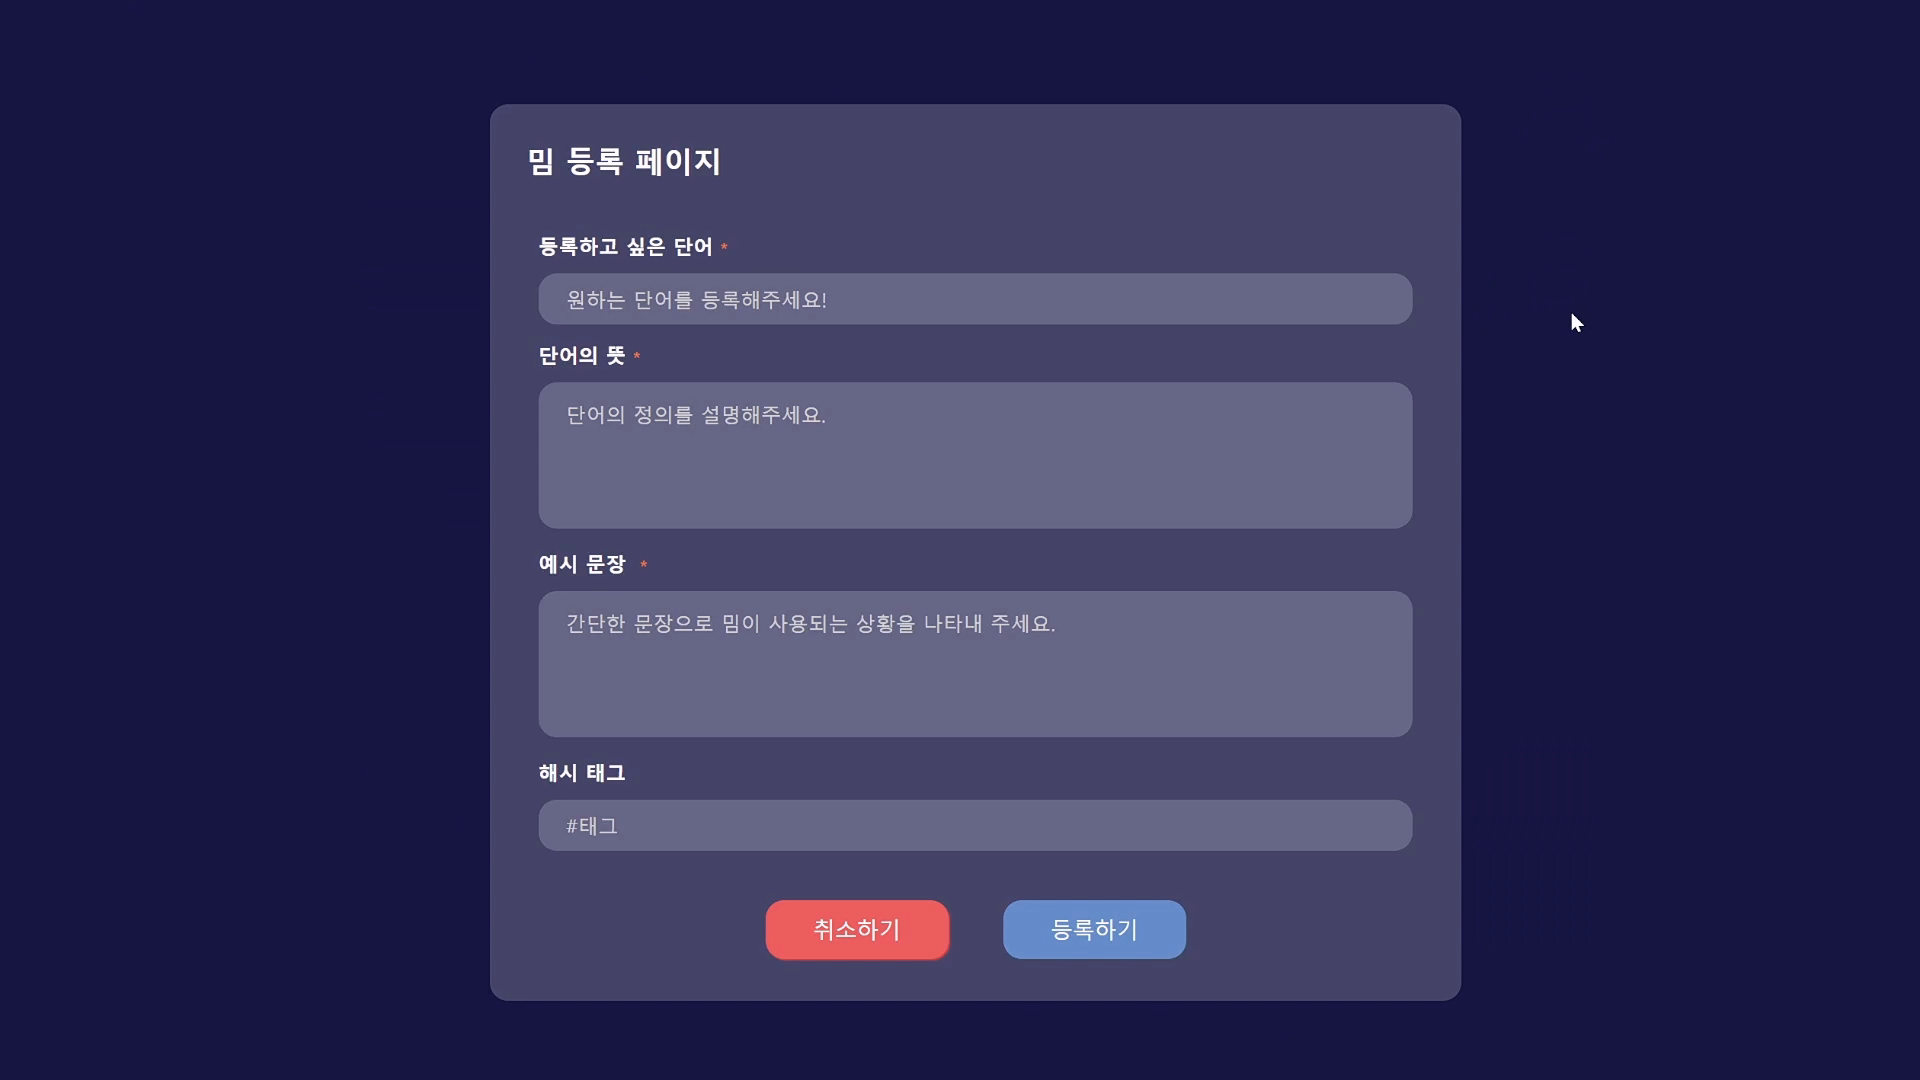 밈 등록 페이지
등록하고 싶은 단어 *
원하는 단어를 등록해주세요!
단어의 뜻 *
단어의 정의를 설명해주세요.
예시 문장 *
간단한 문장으로 밈이 사용되는 상황을 나타내 주세요.
해시 태그
#태그
취소하기
등록하기